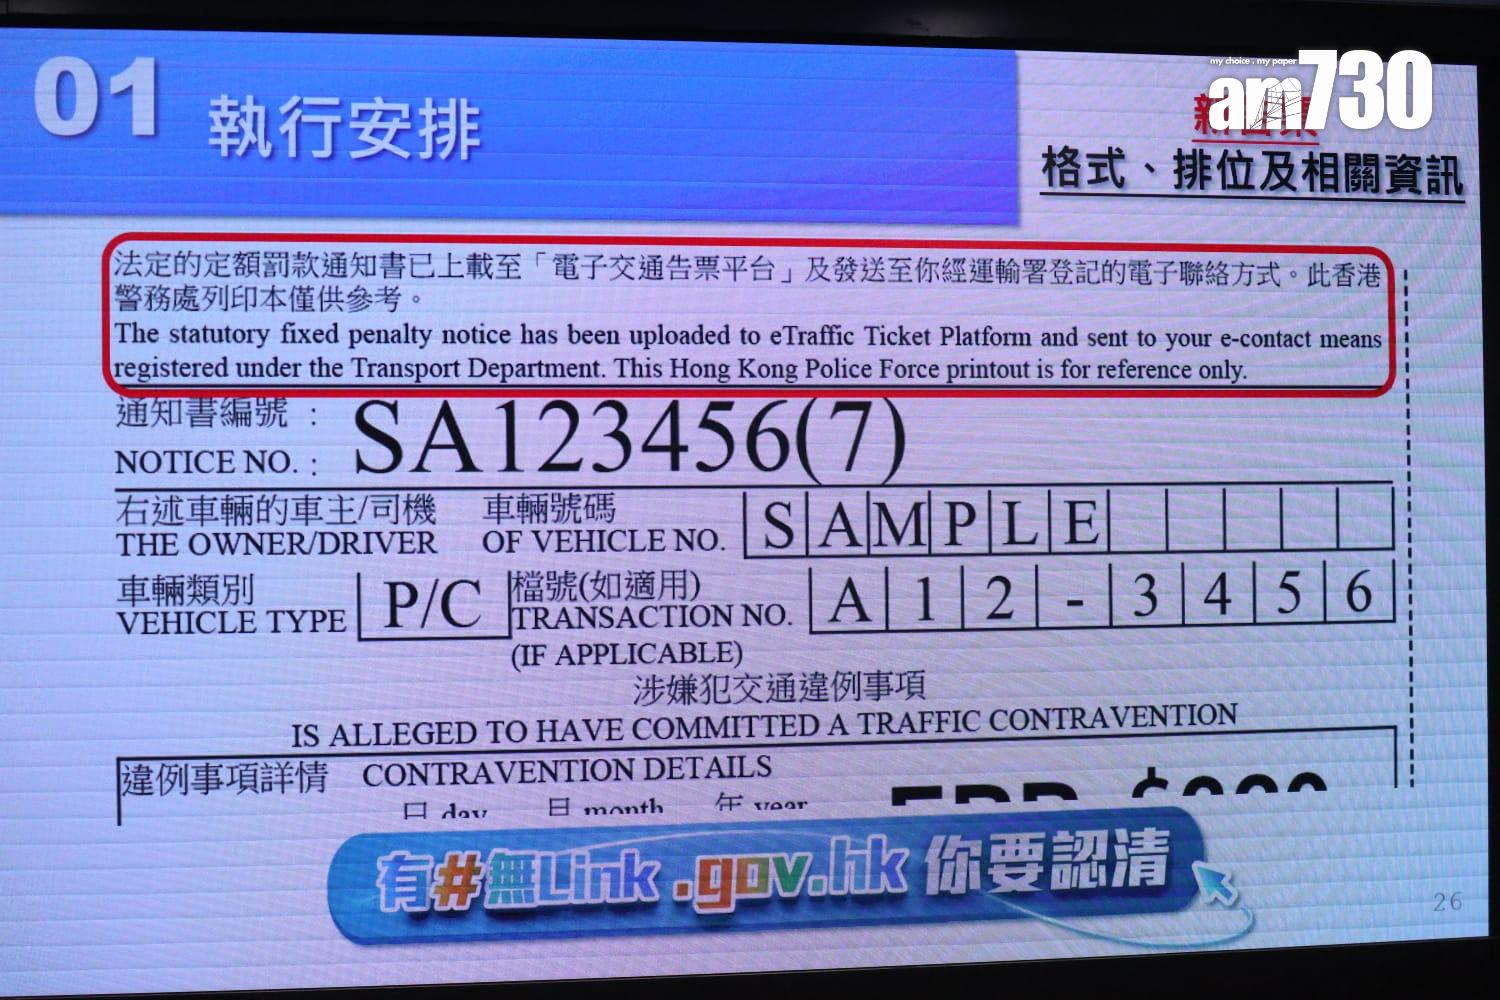 01 執行安排
my choice . my paper
am730
格式、排位及相關資訊
法定的定額罰款通知書已上載至「電子交通告票平台」及發送至你經運輸署登記的電子聯絡方式。此香港
警務處列印本僅供參考。
The statutory fixed penalty notice has been uploaded to eTraffic Ticket Platform and sent to your e-contact means
registered under the Transport Department. This Hong Kong Police Force printout is for reference only.
通知書編號 :
NOTICE NO. : SA123456(7)
右述車輛的車主/司機 車輛號碼
THE OWNER/DRIVER OF VEHICLE NO. SAMPLE
車輛類別 檔號(如適用)
VEHICLE TYPE P/C TRANSACTION NO. A12-3456
(IF APPLICABLE)
涉嫌犯交通違例事項
IS ALLEGED TO HAVE COMMITTED A TRAFFIC CONTRAVENTION
違例事項詳情 CONTRAVENTION DETAILS
日 day 月 month 年 year
有#無Link .gov.hk 你要認清
26